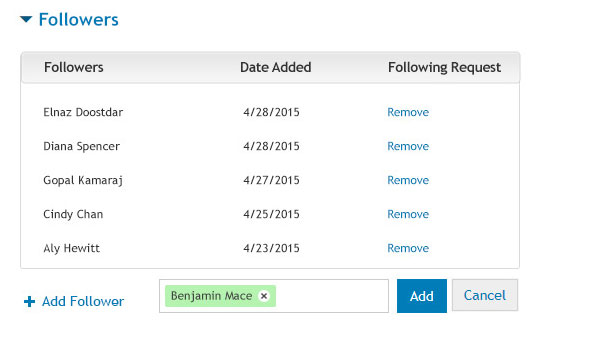 Followers
Followers Date Added Following Request
Elnaz Doostdar 4/28/2015 Remove
Diana Spencer 4/28/2015 Remove
Gopal Kamaraj 4/27/2015 Remove
Cindy Chan 4/25/2015 Remove
Aly Hewitt 4/23/2015 Remove
+ Add Follower Benjamin Mace × Add Cancel